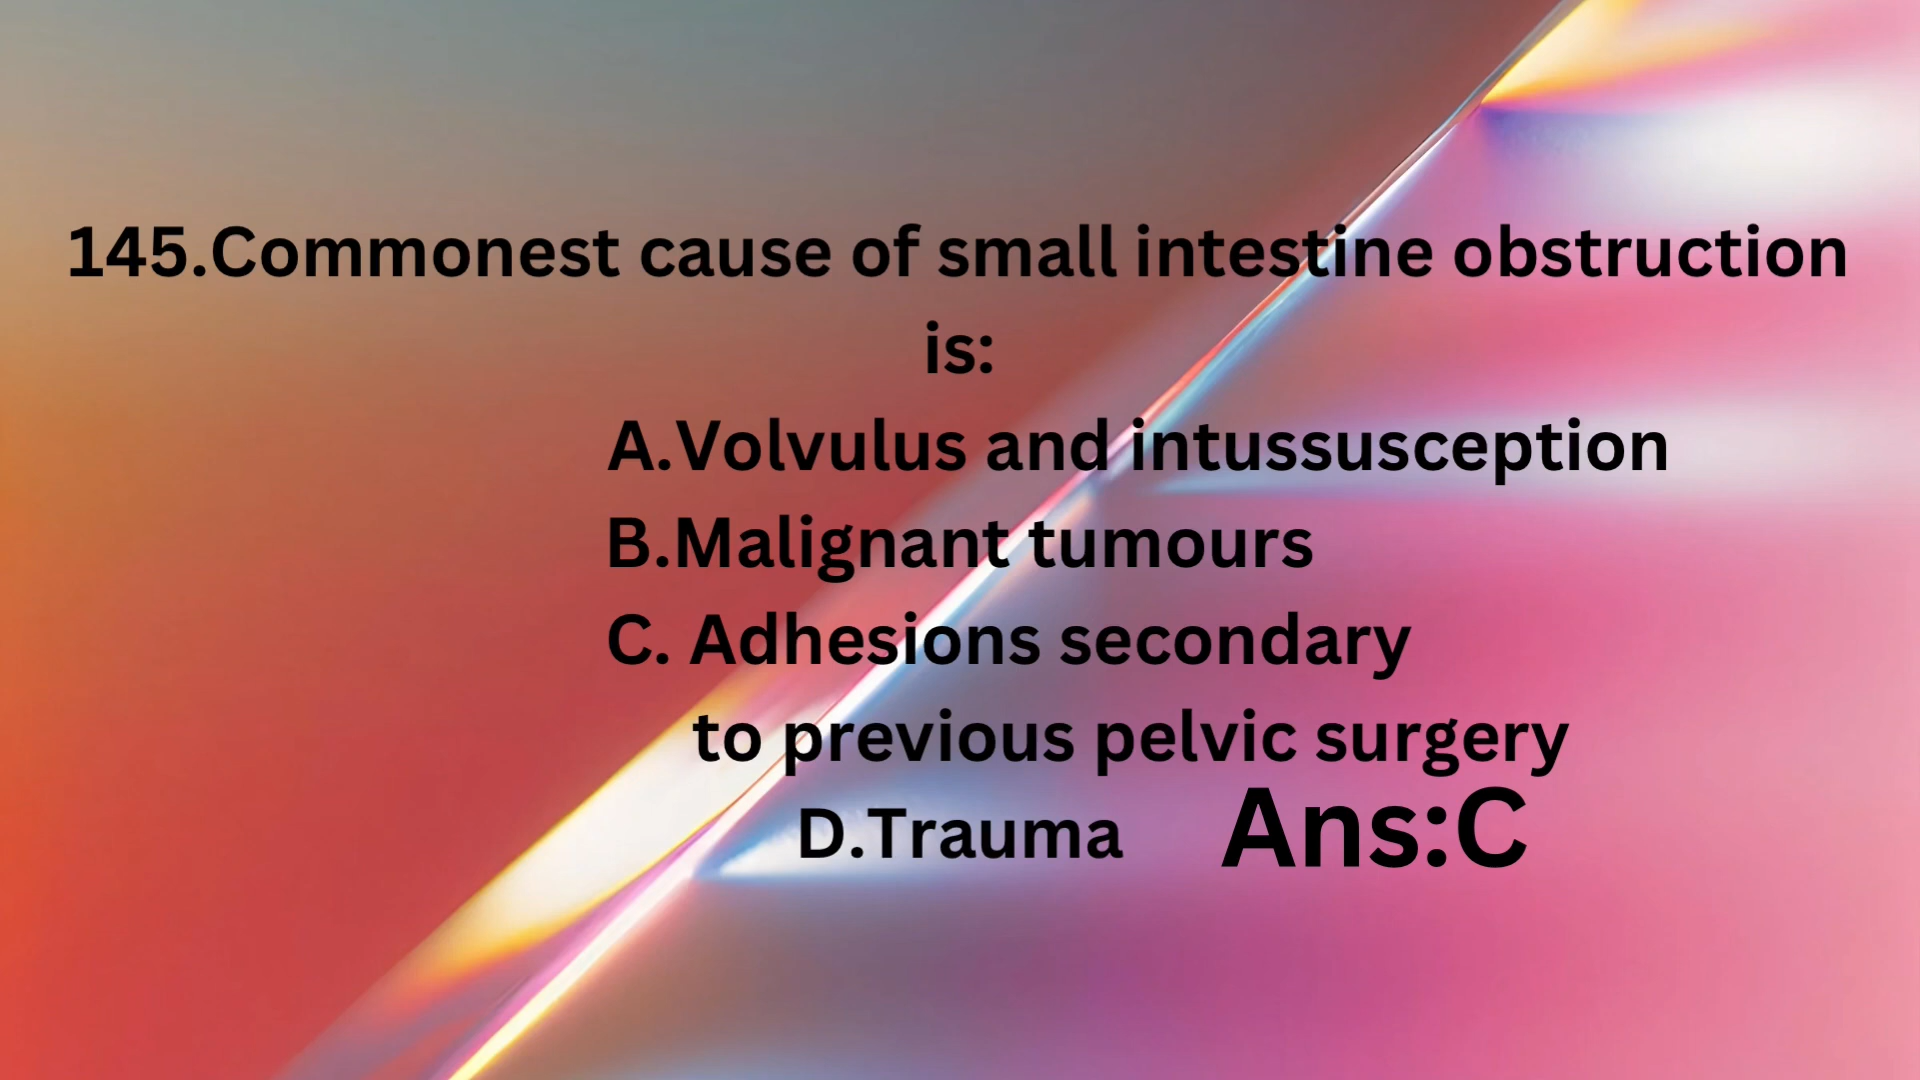 145.Commonest cause of small intestine obstruction
is:
A.Volvulus and intussusception
B.Malignant tumours
C. Adhesions secondary
to previous pelvic surgery
D.Trauma
Ans:C